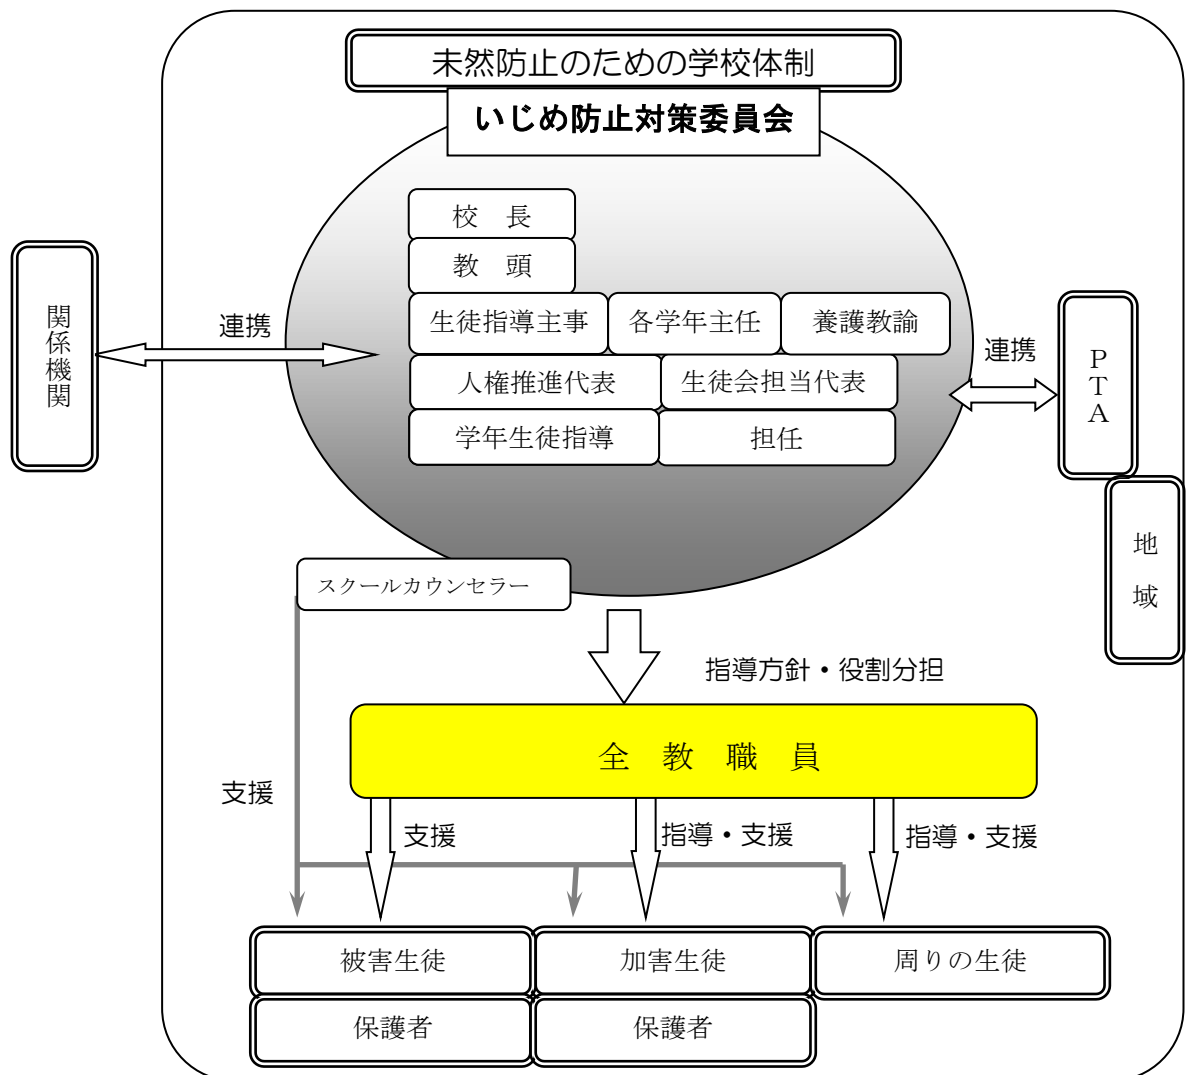 未然防止のための学校体制
いじめ防止対策委員会
校　長
教　頭
生徒指導主事
各学年主任
養護教諭
人権推進代表
生徒会担当代表
学年生徒指導
担任
関係機関
連携
連携
ＰＴＡ
地域
スクールカウンセラー
指導方針・役割分担
全　教　職　員
支援
支援
指導・支援
指導・支援
被害生徒
加害生徒
周りの生徒
保護者
保護者